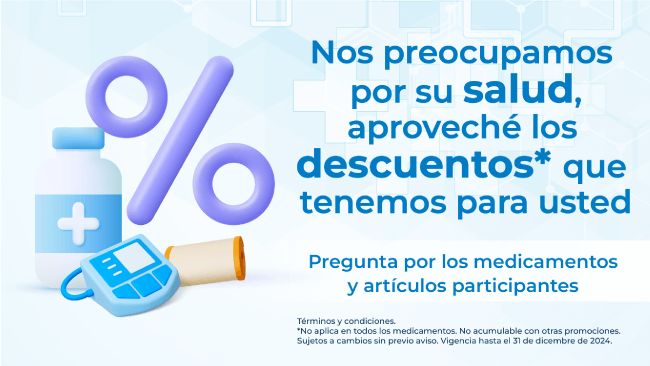 Nos preocupamos
por su salud,
aproveché los
descuentos* que
tenemos para usted
Pregunta por los medicamentos
y artículos participantes
Términos y condiciones.
*No aplica en todos los medicamentos. No acumulable con otras promociones.
Sujetos a cambios sin previo aviso. Vigencia hasta el 31 de dicembre de 2024.